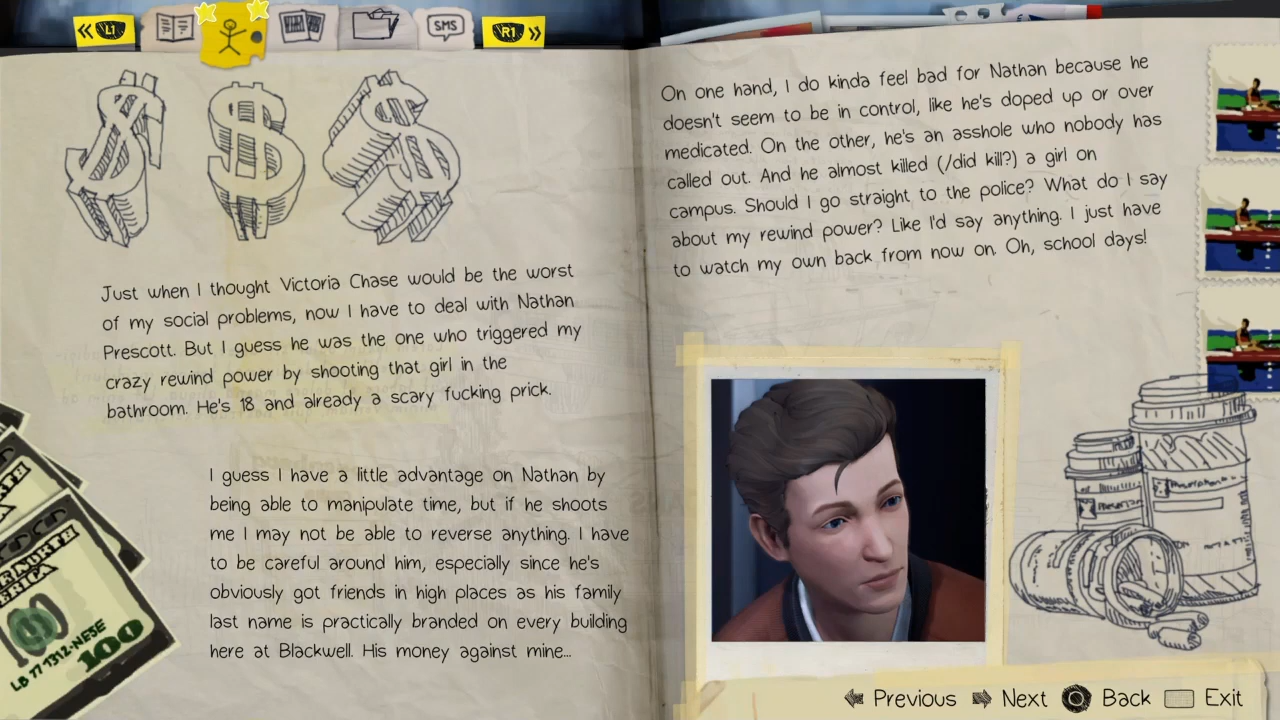 L1
SMS
R1
Just when I thought Victoria Chase would be the worst
of my social problems, now I have to deal with Nathan
Prescott. But I guess he was the one who triggered my
crazy rewind power by shooting that girl in the
bathroom. He's 18 and already a scary fucking prick.
I guess I have a little advantage on Nathan by
being able to manipulate time, but if he shoots
me I may not be able to reverse anything. I have
to be careful around him, especially since he's
obviously got friends in high places as his family
last name is practically branded on every building
here at Blackwell. His money against mine...
LB 77 1312-NESE
100
On one hand, I do kinda feel bad for Nathan because he
doesn't seem to be in control, like he's doped up or over
medicated. On the other, he's an asshole who nobody has
called out. And he almost killed (/did kill?) a girl on
campus. Should I go straight to the police? What do I say
about my rewind power? Like I'd say anything. I just have
to watch my own back from now on. Oh, school days!
Previous Next Back Exit